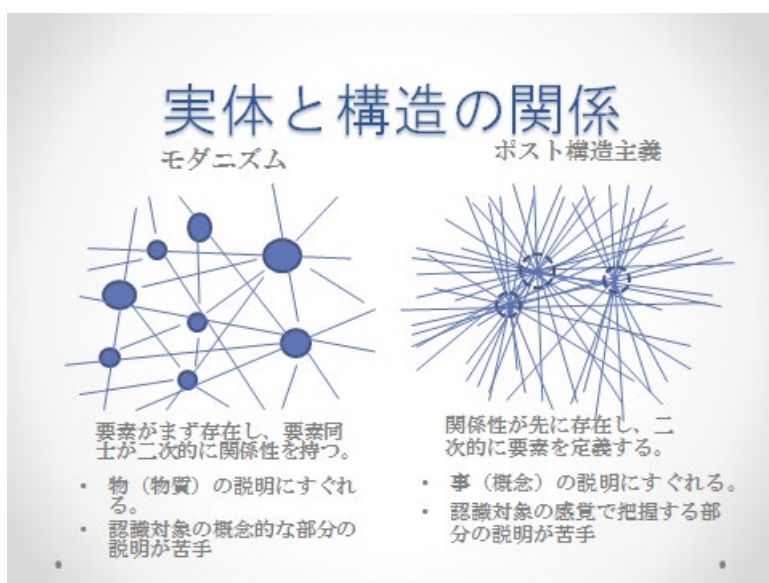 実体と構造の関係
モダニズム
ポスト構造主義
要素がまず存在し、要素同
士が二次的に関係性を持つ。
• 物（物質）の説明にすぐれ
る。
• 認識対象の概念的な部分の
説明が苦手
関係性が先に存在し、二
次的に要素を定義する。
• 事（概念）の説明にすぐれる。
• 認識対象の感覚で把握する部
分の説明が苦手